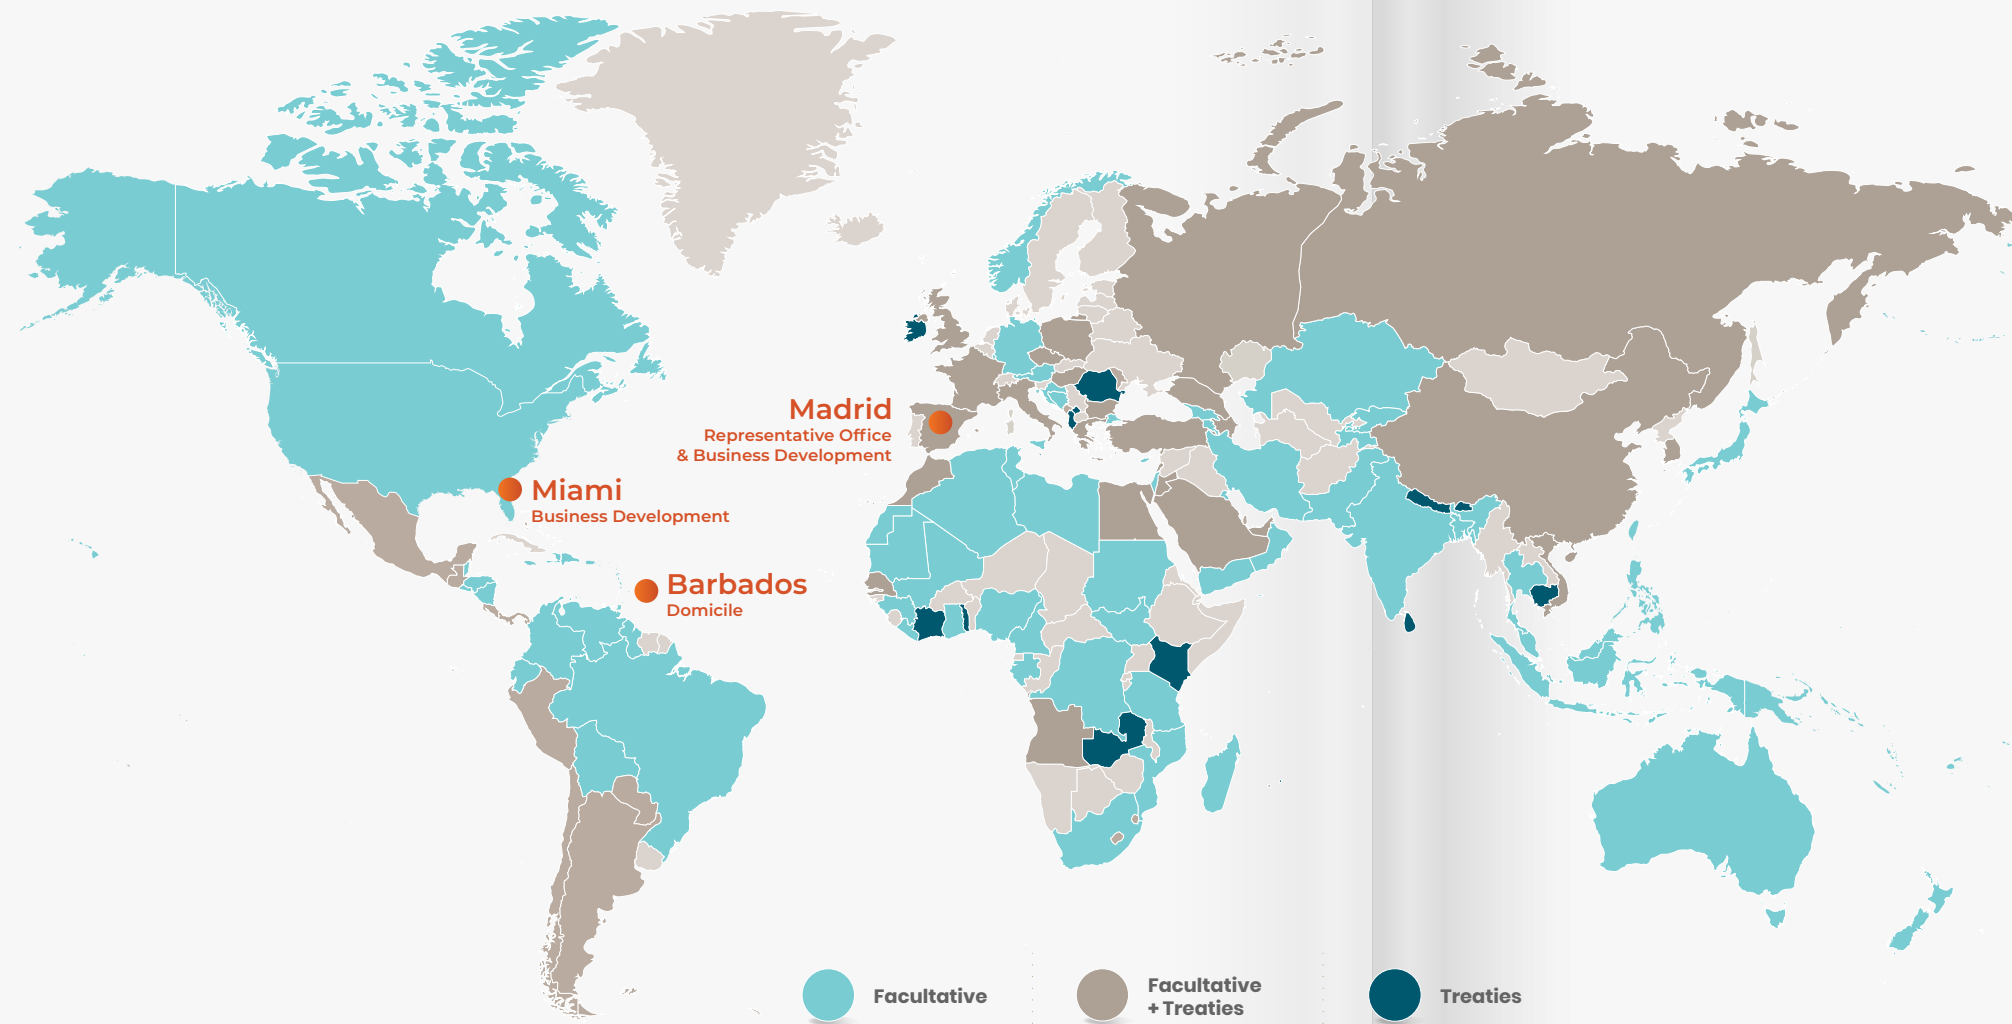 Madrid
Representative Office
& Business Development
Miami
Business Development
Barbados
Domicile
Facultative
Facultative
+ Treaties
Treaties